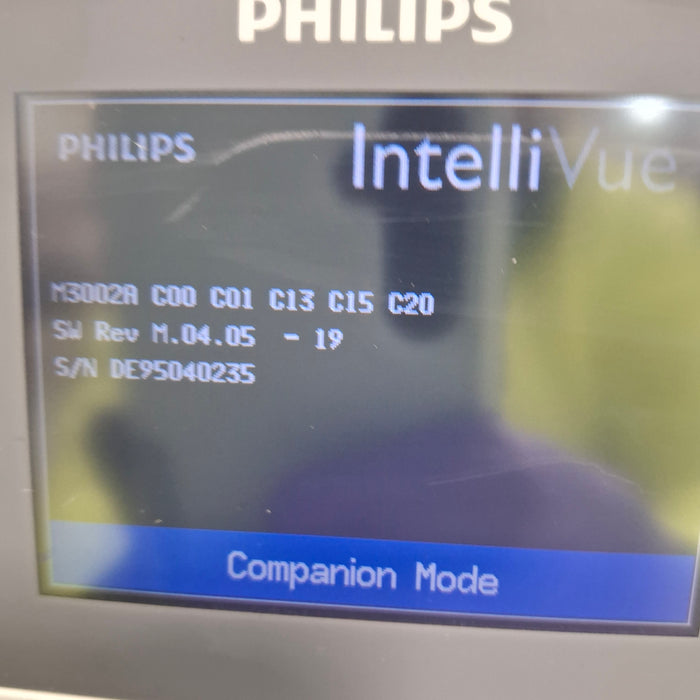 PHILIPS
PHILIPS IntelliVue
M3002A C00 C01 C13 C15 C20
SW Rev M.04.05 - 19
S/N DE95040235
Companion Mode